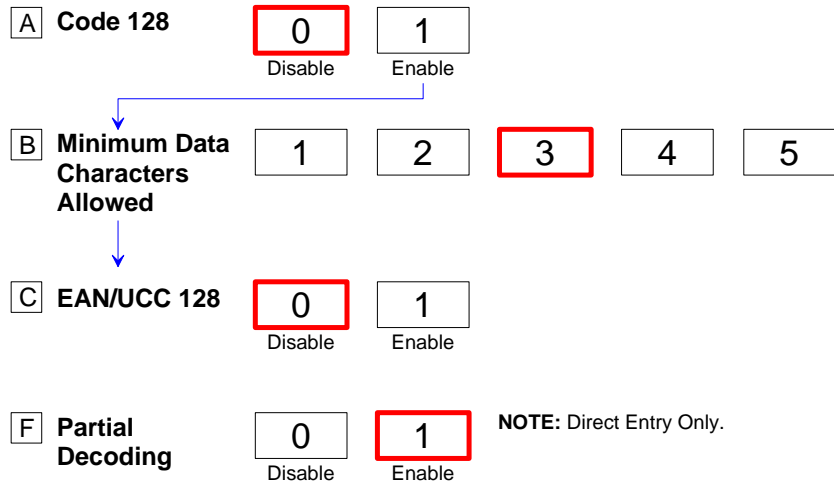 A Code 128 0 1
Disable Enable
B Minimum Data 1 2 3 4 5
Characters
Allowed
C EAN/UCC 128 0 1
Disable Enable
F Partial 0 1 NOTE: Direct Entry Only.
Decoding
Disable Enable